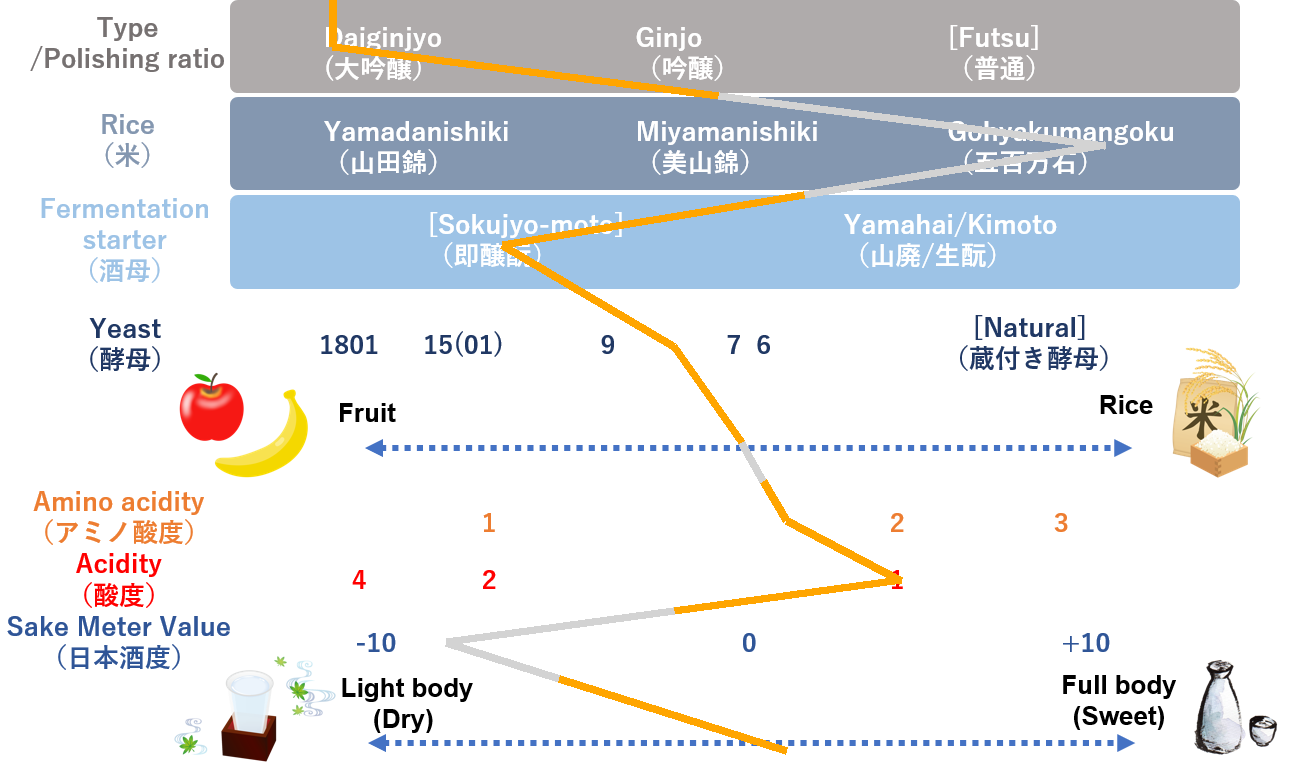 Type
/Polishing ratio
Daiginjyo
(大吟醸)
Ginjo
(吟醸)
[Futsu]
(普通)
Rice
(米)
Yamadanishiki
(山田錦)
Miyamanishiki
(美山錦)
Gohyakumangoku
(五百万石)
Fermentation
starter
(酒母)
[Sokujyo-moto]
(即醸酛)
Yamahai/Kimoto
(山廃/生酛)
Yeast
(酵母)
1801
15(01)
9
7
6
[Natural]
(蔵付き酵母)
Fruit
Rice
米
Amino acidity
(アミノ酸度)
1
2
3
Acidity
(酸度)
4
2
1
Sake Meter Value
(日本酒度)
-10
0
+10
Light body
(Dry)
Full body
(Sweet)